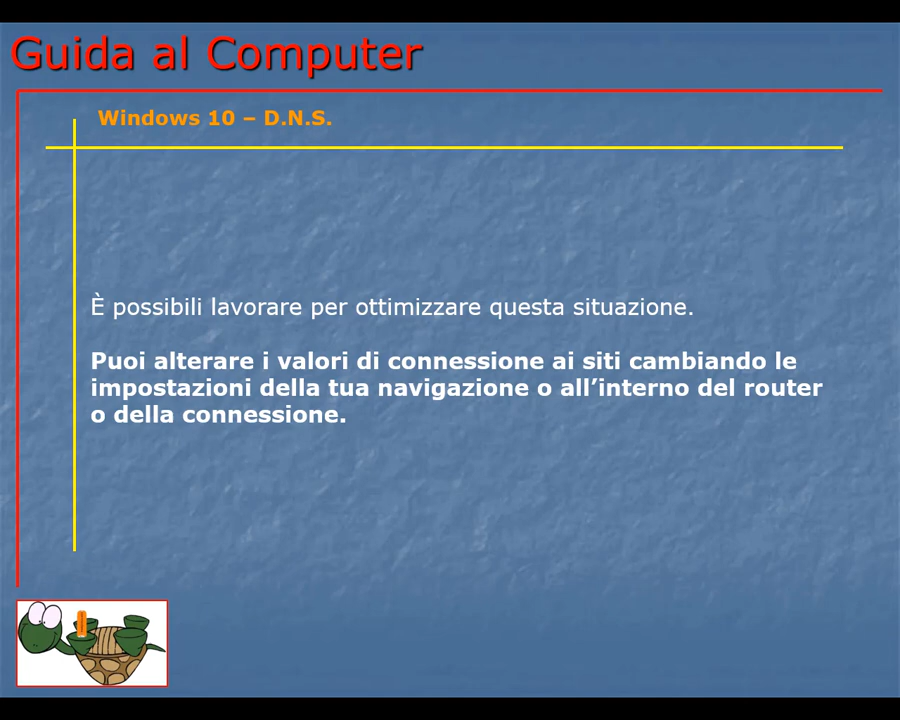 Guida al Computer
Windows 10 – D.N.S.
È possibili lavorare per ottimizzare questa situazione.
Puoi alterare i valori di connessione ai siti cambiando le
impostazioni della tua navigazione o all’interno del router
o della connessione.